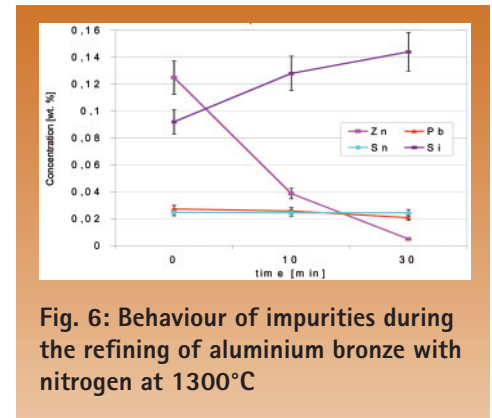 0,16
0,14
0,12
0,1
0,08
0,06
0,04
0,02
0
Concentration [wt. %]
Zn Pb
Sn Si
0 10 30
time [min]
Fig. 6: Behaviour of impurities during
the refining of aluminium bronze with
nitrogen at 1300°C